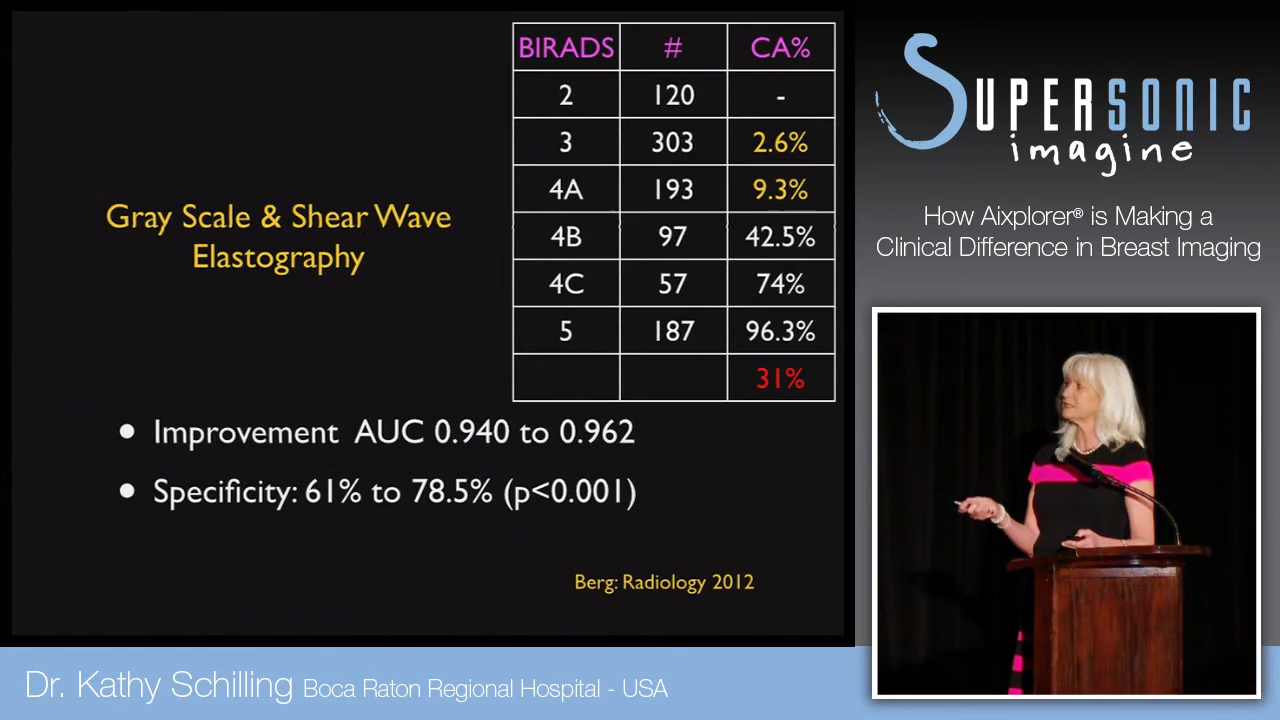 BIRADS # CA%
2 120 -
3 303 2.6%
4A 193 9.3%
4B 97 42.5%
4C 57 74%
5 187 96.3%
31%
Gray Scale & Shear Wave
Elastography
• Improvement AUC 0.940 to 0.962
• Specificity: 61% to 78.5% (p<0.001)
Berg: Radiology 2012
SUPERSONIC
imagine
How Aixplorer® is Making a
Clinical Difference in Breast Imaging
Dr. Kathy Schilling Boca Raton Regional Hospital - USA